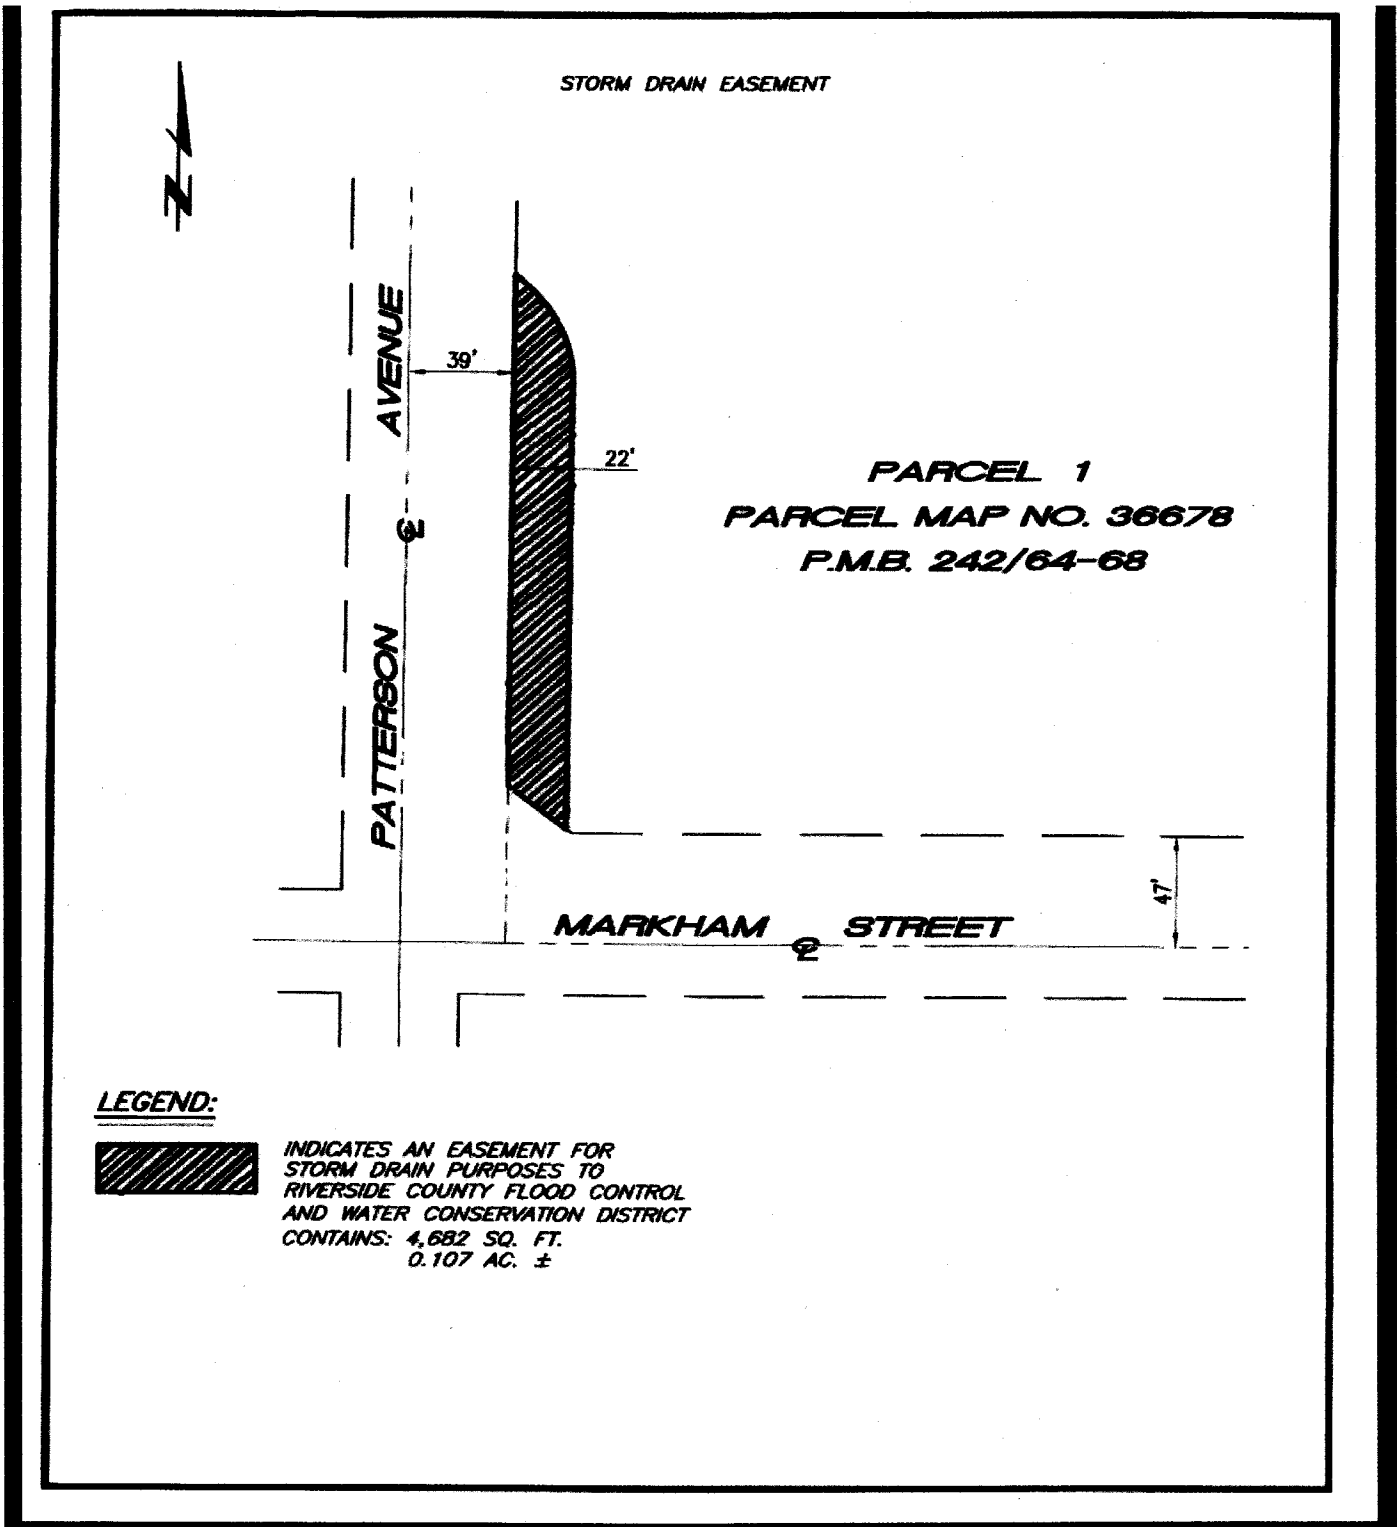 STORM DRAIN EASEMENT
N
PATTERSON AVENUE
39'
22'
℄
PARCEL 1
PARCEL MAP NO. 36678
P.M.B. 242/64-68
47'
MARKHAM STREET
℄
LEGEND:
INDICATES AN EASEMENT FOR
STORM DRAIN PURPOSES TO
RIVERSIDE COUNTY FLOOD CONTROL
AND WATER CONSERVATION DISTRICT
CONTAINS: 4,682 SQ. FT.
0.107 AC. ±